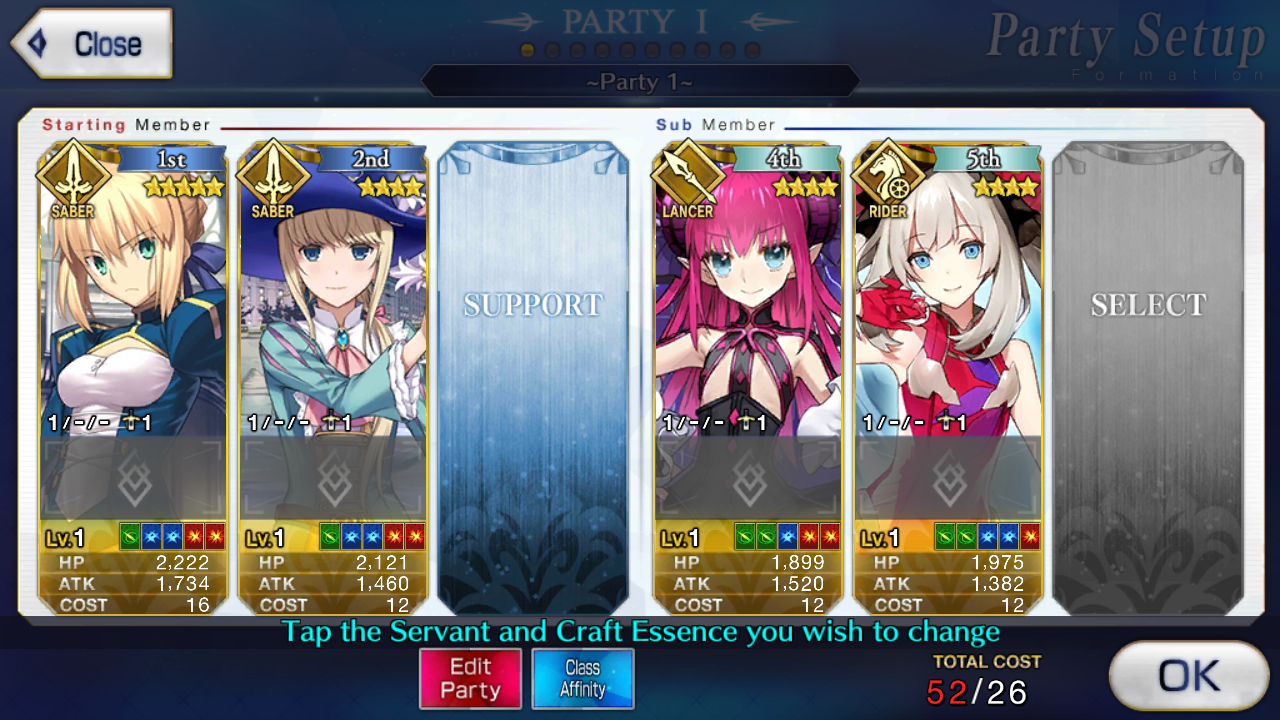 Close
PARTY I
Party Setup
Formation
~Party 1~
Starting Member
Sub Member
1st
SABER
1/-/- 1
Lv.1
HP 2,222
ATK 1,734
COST 16
2nd
SABER
1/-/- 1
Lv.1
HP 2,121
ATK 1,460
COST 12
SUPPORT
4th
LANCER
1/-/- 1
Lv.1
HP 1,899
ATK 1,520
COST 12
5th
RIDER
1/-/- 1
Lv.1
HP 1,975
ATK 1,382
COST 12
SELECT
Tap the Servant and Craft Essence you wish to change
Edit
Party
Class
Affinity
TOTAL COST
52/26
OK